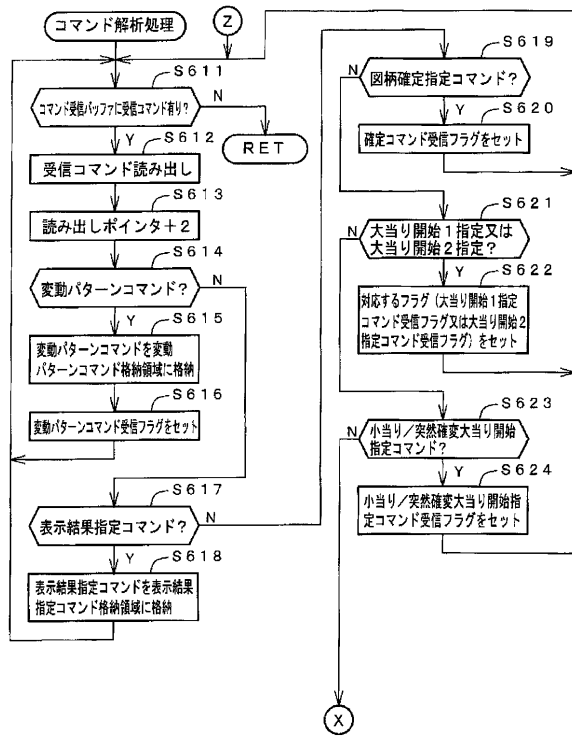 コマンド解析処理
Z
S611
コマンド受信バッファに受信コマンド有り?
N
Y
RET
S612
受信コマンド読み出し
S613
読み出しポインタ+2
S614
変動パターンコマンド?
N
Y
S615
変動パターンコマンドを変動
パターンコマンド格納領域に格納
S616
変動パターンコマンド受信フラグをセット
S617
表示結果指定コマンド?
N
Y
S618
表示結果指定コマンドを表示結果
指定コマンド格納領域に格納
S619
N
図柄確定指定コマンド?
Y
S620
確定コマンド受信フラグをセット
S621
N
大当り開始1指定又は
大当り開始2指定?
Y
S622
対応するフラグ(大当り開始1指定
コマンド受信フラグ又は大当り開始2
指定コマンド受信フラグ)をセット
S623
N
小当り/突然確変大当り開始
指定コマンド?
Y
S624
小当り/突然確変大当り開始指
定コマンド受信フラグをセット
X